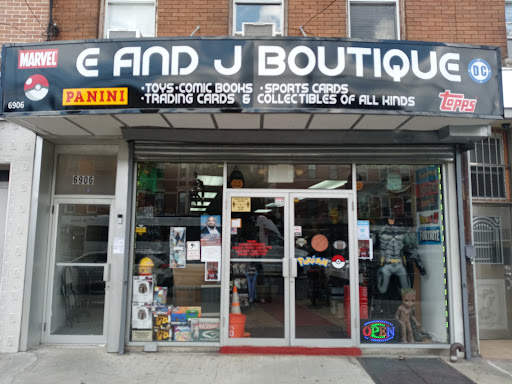 MARVEL
E AND J BOUTIQUE
DC
PANINI
•TOYS•COMIC BOOKS •SPORTS CARDS
•TRADING CARDS & COLLECTIBLES OF ALL KINDS
TOPPS
6906
6906
POKéMON
OPEN